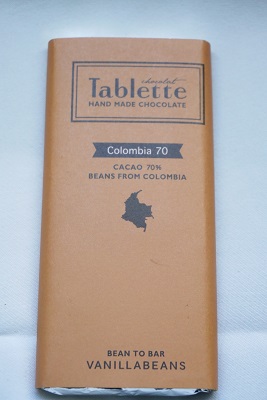 chocolat
Tablette
HAND MADE CHOCOLATE
Colombia 70
CACAO 70%
BEANS FROM COLOMBIA
BEAN TO BAR
VANILLABEANS